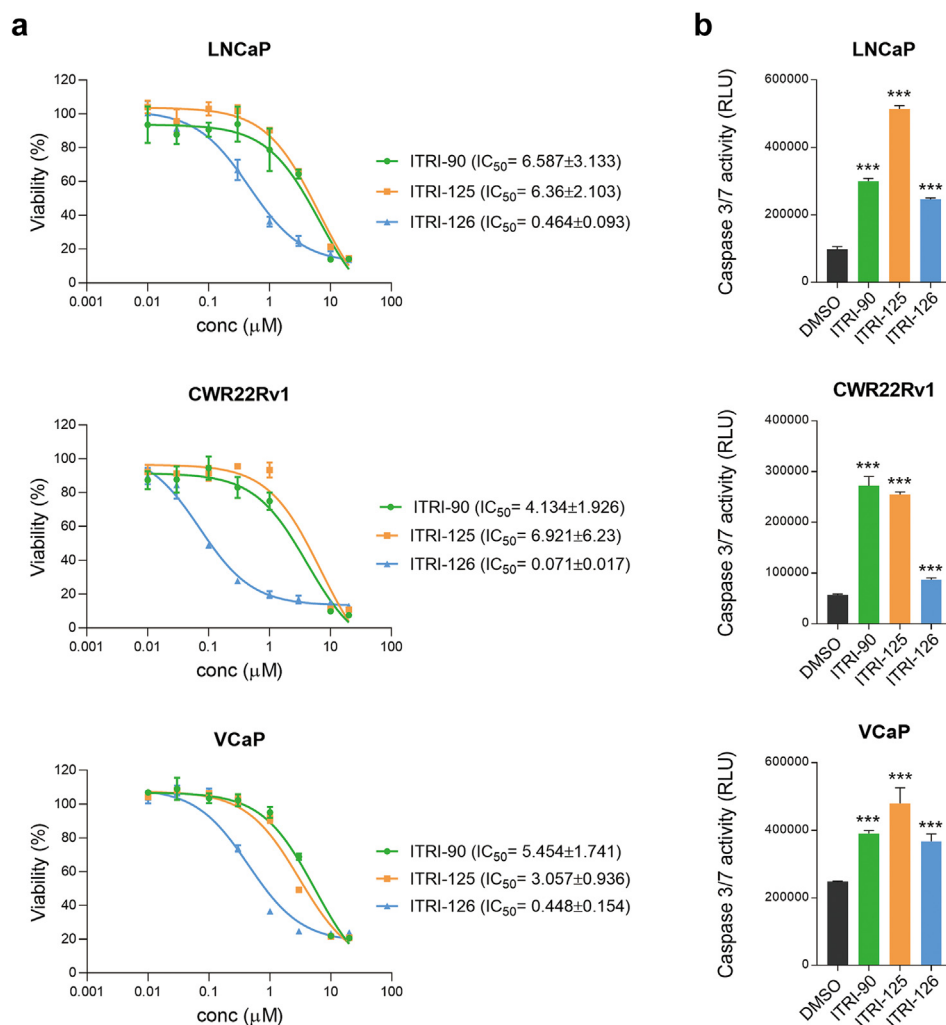 a
LNCaP
Viability (%)
120
100
80
60
40
20
0
0.001
0.01
0.1
1
10
100
conc (μM)
ITRI-90 (IC50= 6.587±3.133)
ITRI-125 (IC50= 6.36±2.103)
ITRI-126 (IC50= 0.464±0.093)
CWR22Rv1
Viability (%)
120
100
80
60
40
20
0
0.001
0.01
0.1
1
10
100
conc (μM)
ITRI-90 (IC50= 4.134±1.926)
ITRI-125 (IC50= 6.921±6.23)
ITRI-126 (IC50= 0.071±0.017)
VCaP
Viability (%)
120
100
80
60
40
20
0
0.001
0.01
0.1
1
10
100
conc (μM)
ITRI-90 (IC50= 5.454±1.741)
ITRI-125 (IC50= 3.057±0.936)
ITRI-126 (IC50= 0.448±0.154)
b
LNCaP
Caspase 3/7 activity (RLU)
600000
400000
200000
0
***
***
***
DMSO
ITRI-90
ITRI-125
ITRI-126
CWR22Rv1
Caspase 3/7 activity (RLU)
400000
300000
200000
100000
0
***
***
***
DMSO
ITRI-90
ITRI-125
ITRI-126
VCaP
Caspase 3/7 activity (RLU)
600000
400000
200000
0
***
***
***
DMSO
ITRI-90
ITRI-125
ITRI-126